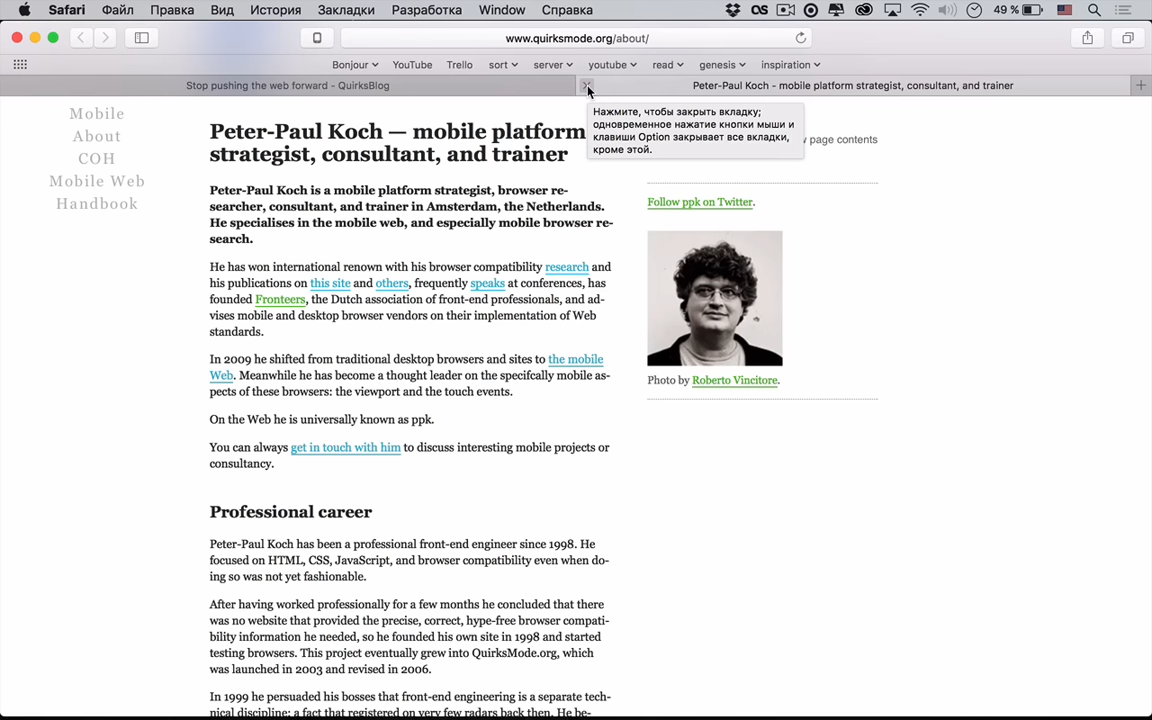 Safari Файл Правка Вид История Закладки Разработка Window Справка
49 %
www.quirksmode.org/about/
Bonjour YouTube Trello sort server youtube read genesis inspiration
Stop pushing the web forward - QuirksBlog
Peter-Paul Koch - mobile platform strategist, consultant, and trainer
Нажмите, чтобы закрыть вкладку;
одновременное нажатие кнопки мыши и
клавиши Option закрывает все вкладки,
кроме этой.
Mobile
About
COH
Mobile Web
Handbook
Peter-Paul Koch — mobile platform
strategist, consultant, and trainer
Peter-Paul Koch is a mobile platform strategist, browser re-
searcher, consultant, and trainer in Amsterdam, the Netherlands.
He specialises in the mobile web, and especially mobile browser re-
search.
He has won international renown with his browser compatibility research and
his publications on this site and others, frequently speaks at conferences, has
founded Fronteers, the Dutch association of front-end professionals, and ad-
vises mobile and desktop browser vendors on their implementation of Web
standards.
In 2009 he shifted from traditional desktop browsers and sites to the mobile
Web. Meanwhile he has become a thought leader on the specifcally mobile as-
pects of these browsers: the viewport and the touch events.
On the Web he is universally known as ppk.
You can always get in touch with him to discuss interesting mobile projects or
consultancy.
Professional career
Peter-Paul Koch has been a professional front-end engineer since 1998. He
focused on HTML, CSS, JavaScript, and browser compatibility even when do-
ing so was not yet fashionable.
After having worked professionally for a few months he concluded that there
was no website that provided the precise, correct, hype-free browser compati-
bility information he needed, so he founded his own site in 1998 and started
testing browsers. This project eventually grew into QuirksMode.org, which
was launched in 2003 and revised in 2006.
In 1999 he persuaded his bosses that front-end engineering is a separate tech-
nical discipline; a fact that registered on very few radars back then. He be-
page contents
Follow ppk on Twitter.
Photo by Roberto Vincitore.